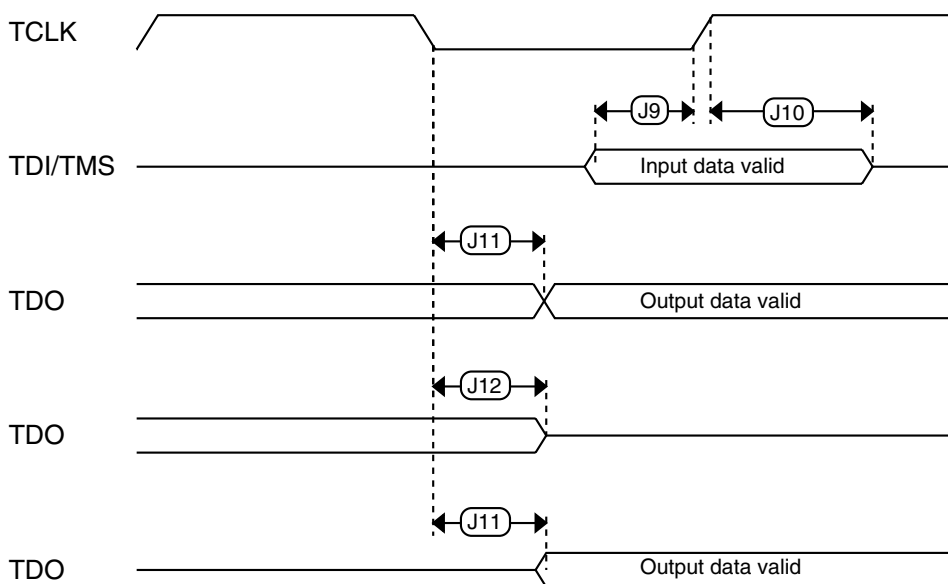 TCLK
J9
J10
TDI/TMS
Input data valid
J11
TDO
Output data valid
J12
TDO
J11
TDO
Output data valid